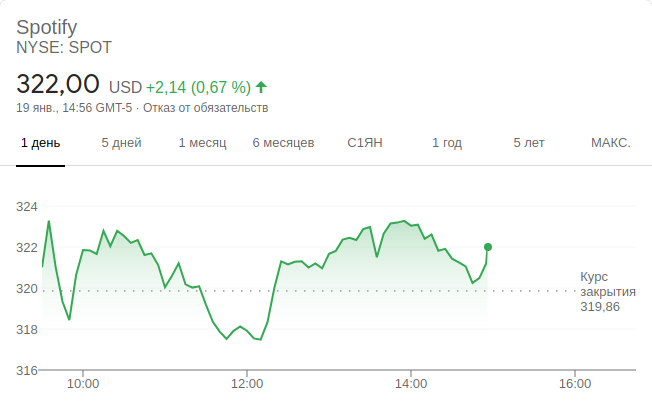 Spotify
NYSE: SPOT
322,00 USD +2,14 (0,67 %)
19 янв., 14:56 GMT-5 · Отказ от обязательств
1 день 5 дней 1 месяц 6 месяцев С1ЯН 1 год 5 лет МАКС.
324
322
320
318
316
Курс
закрытия
319,86
10:00 12:00 14:00 16:00